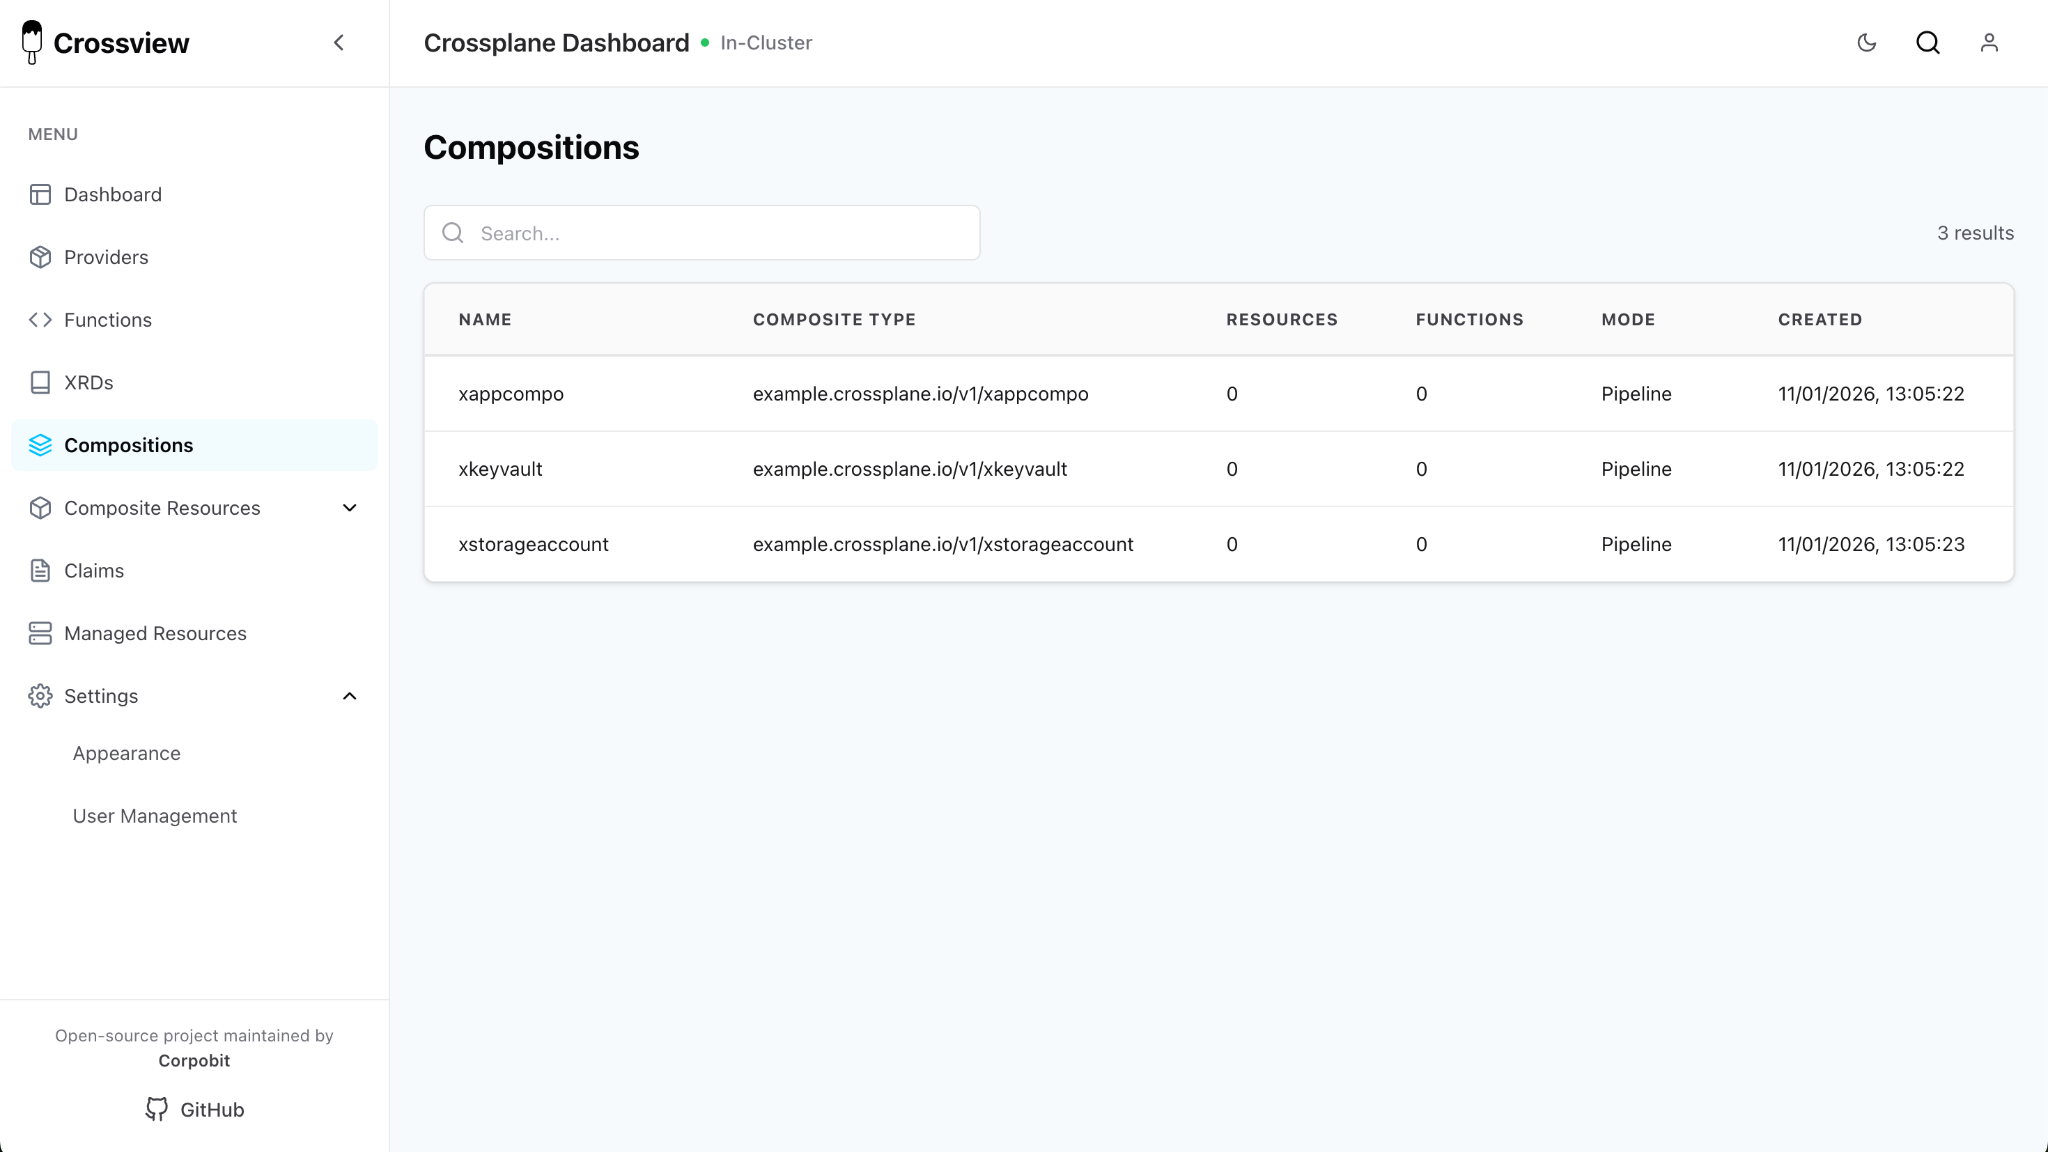 Crossview
Crossplane Dashboard In-Cluster
MENU
Dashboard
Providers
Functions
XRDs
Compositions
Composite Resources
Claims
Managed Resources
Settings
Appearance
User Management
Open-source project maintained by
Corpobit
GitHub
Compositions
Search...
3 results
NAME COMPOSITE TYPE RESOURCES FUNCTIONS MODE CREATED
xappcompo example.crossplane.io/v1/xappcompo 0 0 Pipeline 11/01/2026, 13:05:22
xkeyvault example.crossplane.io/v1/xkeyvault 0 0 Pipeline 11/01/2026, 13:05:22
xstorageaccount example.crossplane.io/v1/xstorageaccount 0 0 Pipeline 11/01/2026, 13:05:23